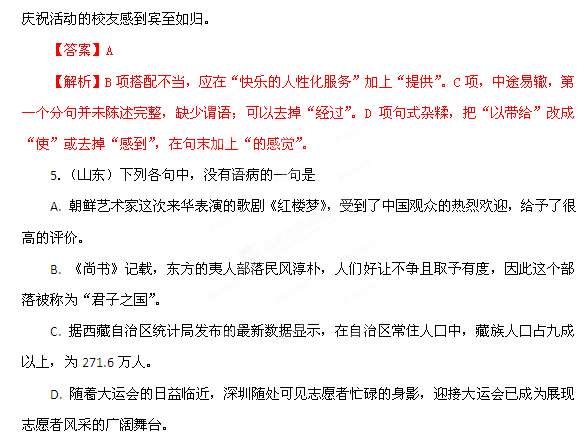 庆祝活动的校友感到宾至如归。
【答案】A
【解析】B 项搭配不当，应在“快乐的人性化服务”加上“提供”。C 项，中途易辙，第
一个分句并未陈述完整，缺少谓语；可以去掉“经过”。D 项句式杂糅，把“以带给”改成
“使”或去掉“感到”，在句末加上“的感觉”。
5.（山东）下列各句中，没有语病的一句是
A. 朝鲜艺术家这次来华表演的歌剧《红楼梦》，受到了中国观众的热烈欢迎，给予了很
高的评价。
B. 《尚书》记载，东方的夷人部落民风淳朴，人们好让不争且取予有度，因此这个部
落被称为“君子之国”。
C. 据西藏自治区统计局发布的最新数据显示，在自治区常住人口中，藏族人口占九成
以上，为 271.6 万人。
D. 随着大运会的日益临近，深圳随处可见志愿者忙碌的身影，迎接大运会已成为展现
志愿者风采的广阔舞台。